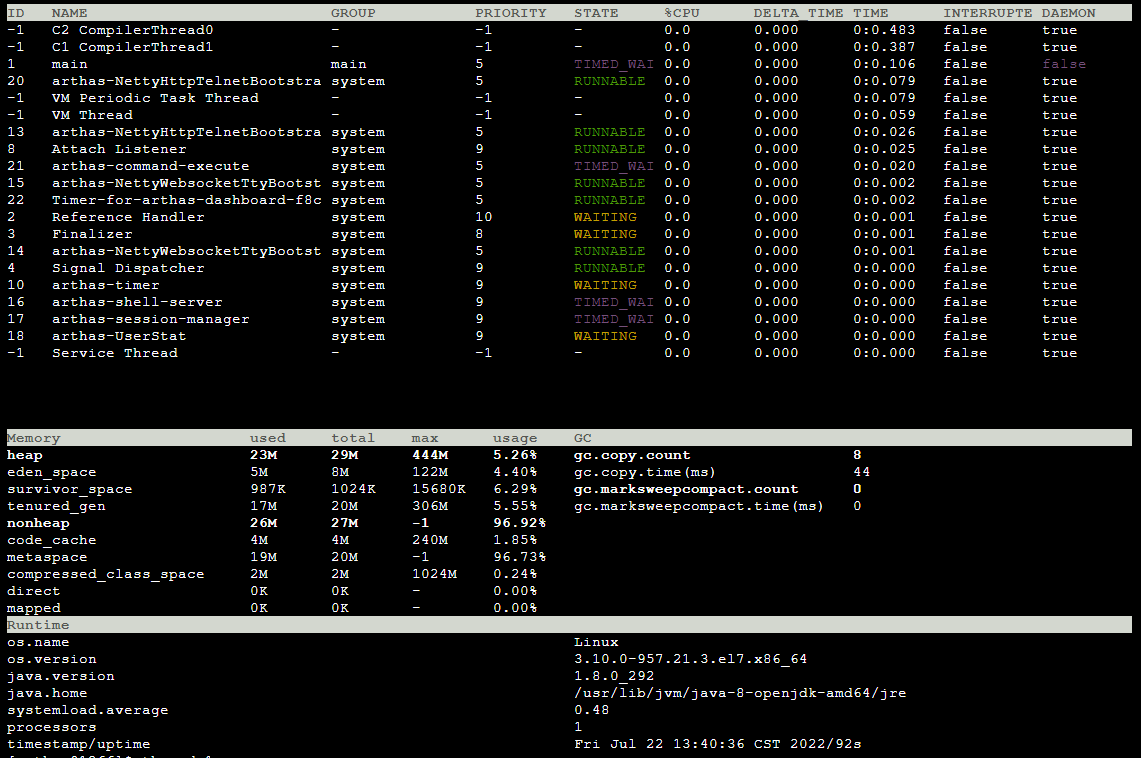 ID NAME GROUP PRIORITY STATE %CPU DELTA_TIME TIME INTERRUPTE DAEMON
-1 C2 CompilerThread0 - -1 - 0.0 0.000 0:0.483 false true
-1 C1 CompilerThread1 - -1 - 0.0 0.000 0:0.387 false true
1 main main 5 TIMED_WAI 0.0 0.000 0:0.106 false false
20 arthas-NettyHttpTelnetBootstra system 5 RUNNABLE 0.0 0.000 0:0.079 false true
-1 VM Periodic Task Thread - -1 - 0.0 0.000 0:0.079 false true
-1 VM Thread - -1 - 0.0 0.000 0:0.059 false true
13 arthas-NettyHttpTelnetBootstra system 5 RUNNABLE 0.0 0.000 0:0.026 false true
8 Attach Listener system 9 RUNNABLE 0.0 0.000 0:0.025 false true
21 arthas-command-execute system 5 TIMED_WAI 0.0 0.000 0:0.020 false true
15 arthas-NettyWebsocketTtyBootst system 5 RUNNABLE 0.0 0.000 0:0.002 false true
22 Timer-for-arthas-dashboard-f8c system 5 RUNNABLE 0.0 0.000 0:0.002 false true
2 Reference Handler system 10 WAITING 0.0 0.000 0:0.001 false true
3 Finalizer system 8 WAITING 0.0 0.000 0:0.001 false true
14 arthas-NettyWebsocketTtyBootst system 5 RUNNABLE 0.0 0.000 0:0.001 false true
4 Signal Dispatcher system 9 RUNNABLE 0.0 0.000 0:0.000 false true
10 arthas-timer system 9 WAITING 0.0 0.000 0:0.000 false true
16 arthas-shell-server system 9 TIMED_WAI 0.0 0.000 0:0.000 false true
17 arthas-session-manager system 9 TIMED_WAI 0.0 0.000 0:0.000 false true
18 arthas-UserStat system 9 WAITING 0.0 0.000 0:0.000 false true
-1 Service Thread - -1 - 0.0 0.000 0:0.000 false true
Memory used total max usage GC
heap 23M 29M 444M 5.26% gc.copy.count 8
eden_space 5M 8M 122M 4.40% gc.copy.time(ms) 44
survivor_space 987K 1024K 15680K 6.29% gc.marksweepcompact.count 0
tenured_gen 17M 20M 306M 5.55% gc.marksweepcompact.time(ms) 0
nonheap 26M 27M -1 96.92%
code_cache 4M 4M 240M 1.85%
metaspace 19M 20M -1 96.73%
compressed_class_space 2M 2M 1024M 0.24%
direct 0K 0K - 0.00%
mapped 0K 0K - 0.00%
Runtime
os.name Linux
os.version 3.10.0-957.21.3.el7.x86_64
java.version 1.8.0_292
java.home /usr/lib/jvm/java-8-openjdk-amd64/jre
systemload.average 0.48
processors 1
timestamp/uptime Fri Jul 22 13:40:36 CST 2022/92s